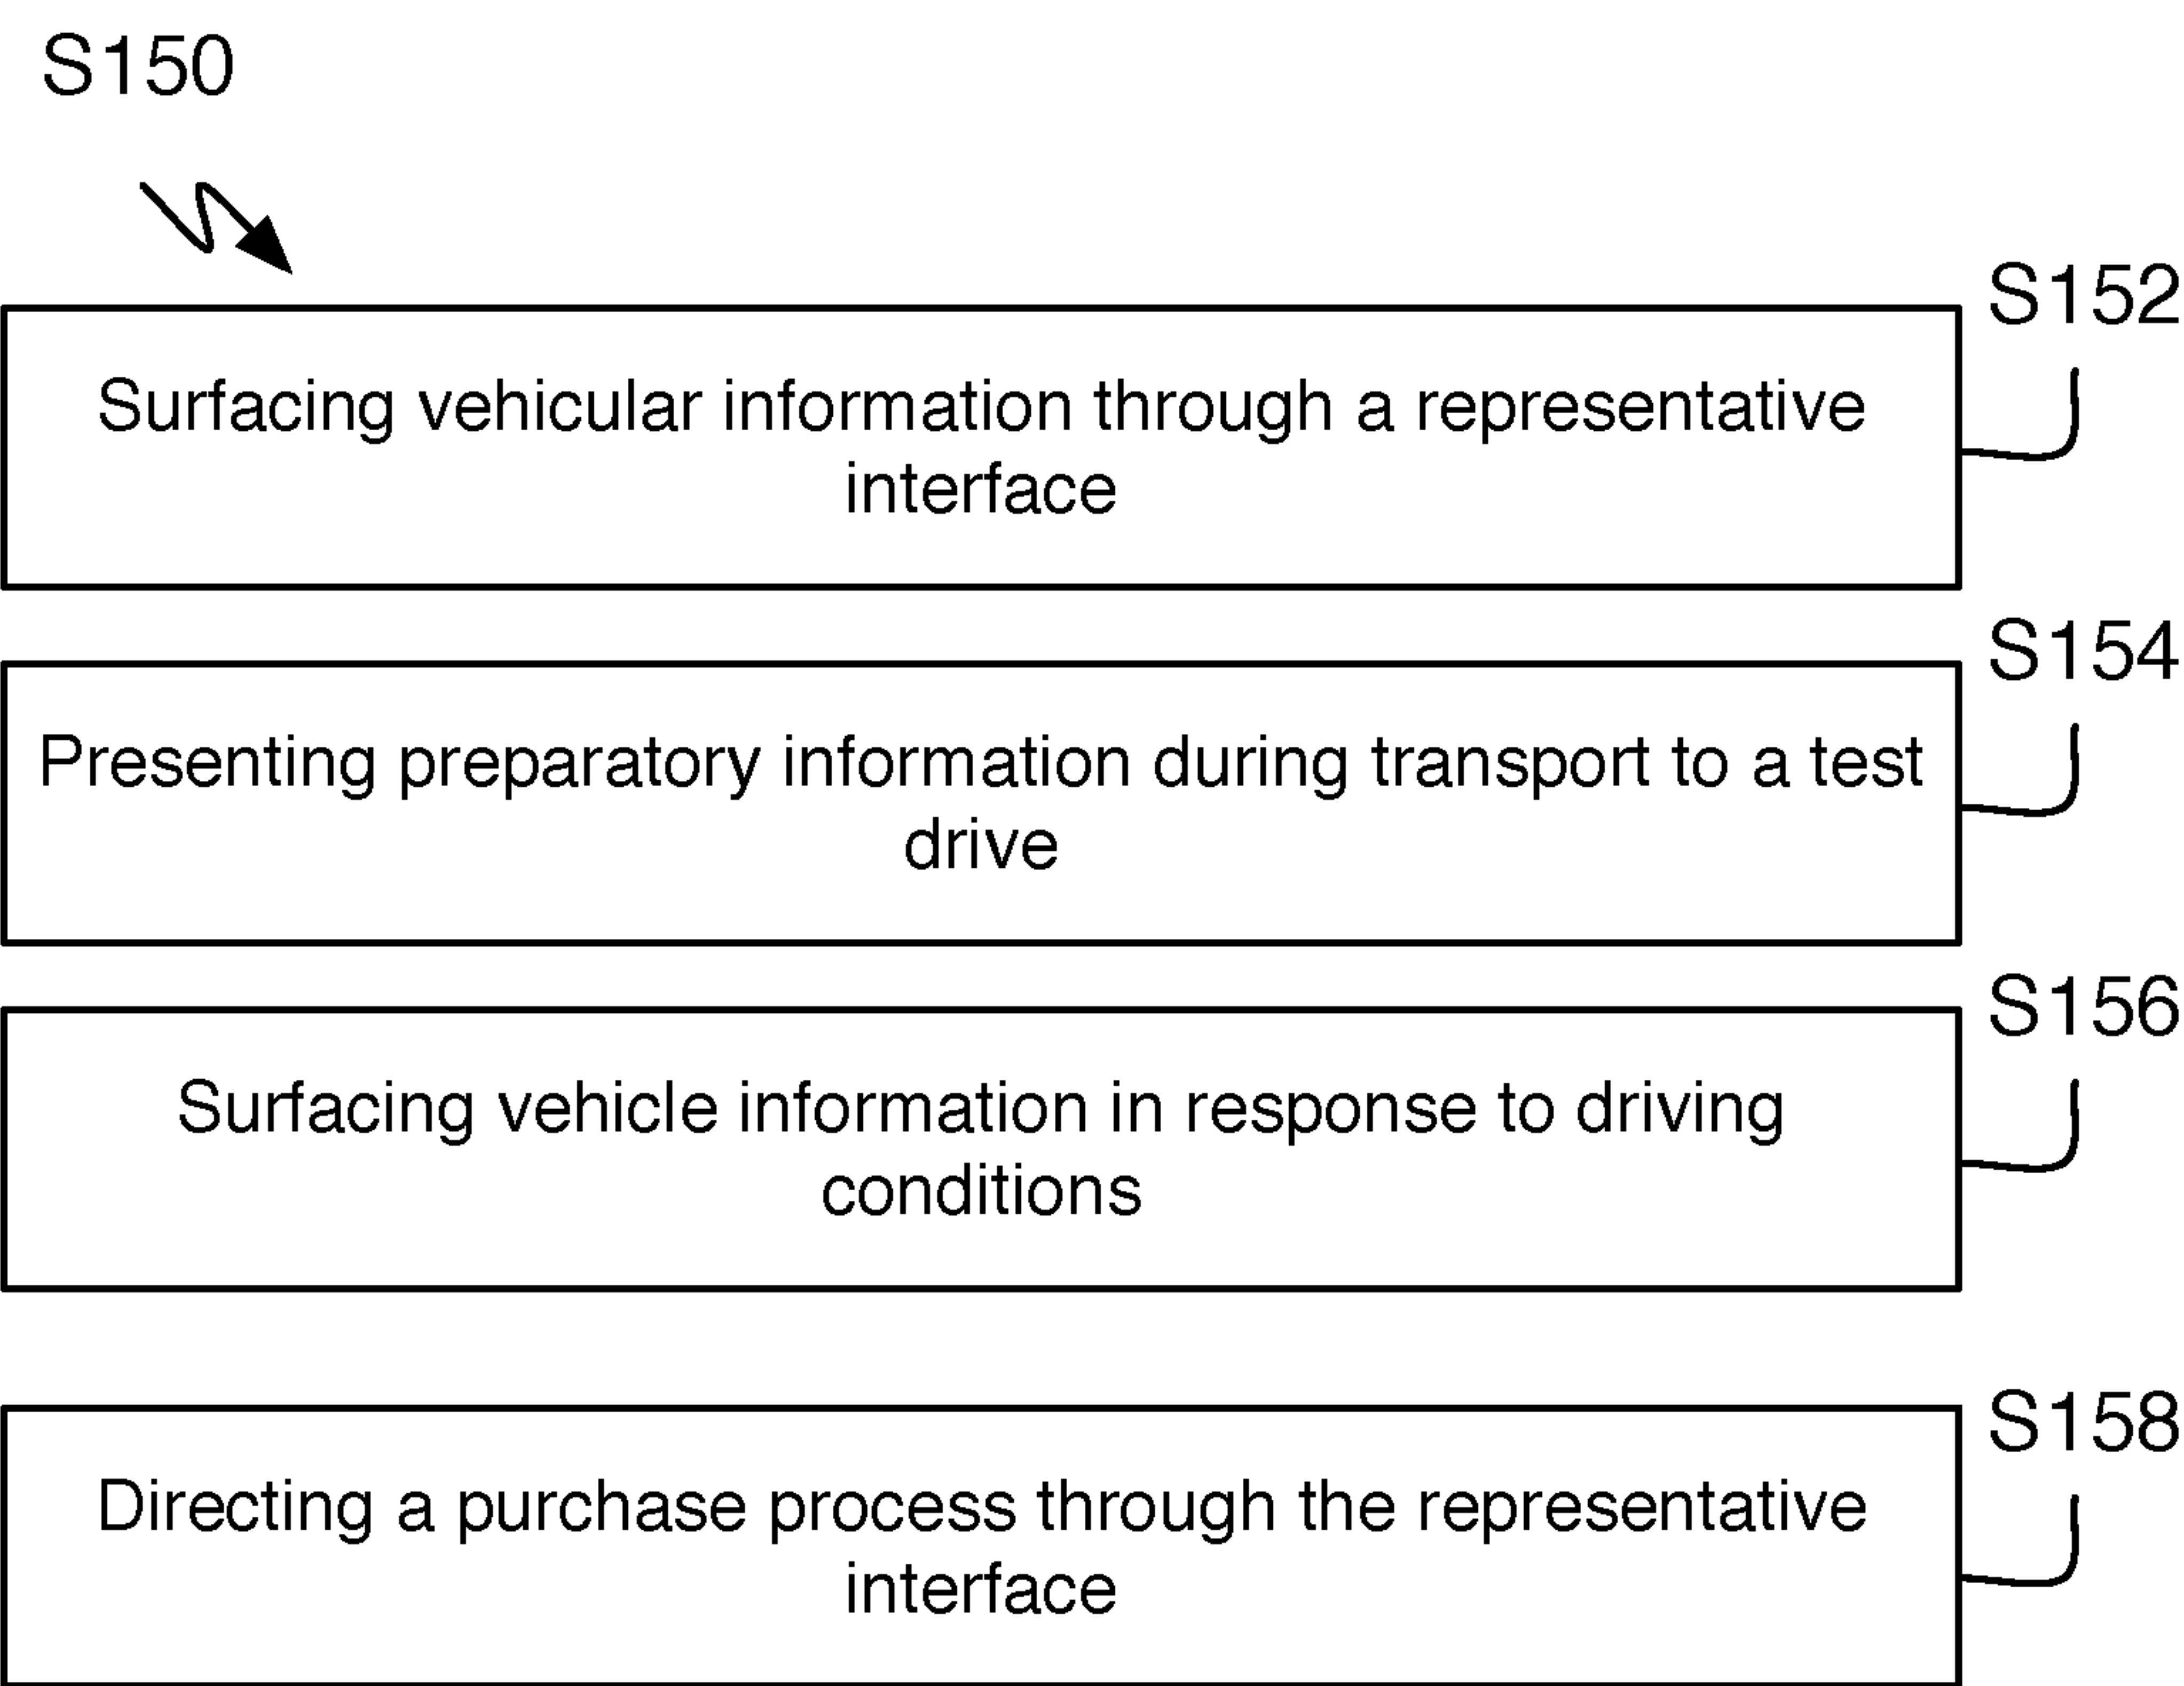 S150
S152
Surfacing vehicular information through a representative
interface
S154
Presenting preparatory information during transport to a test
drive
S156
Surfacing vehicle information in response to driving
conditions
S158
Directing a purchase process through the representative
interface